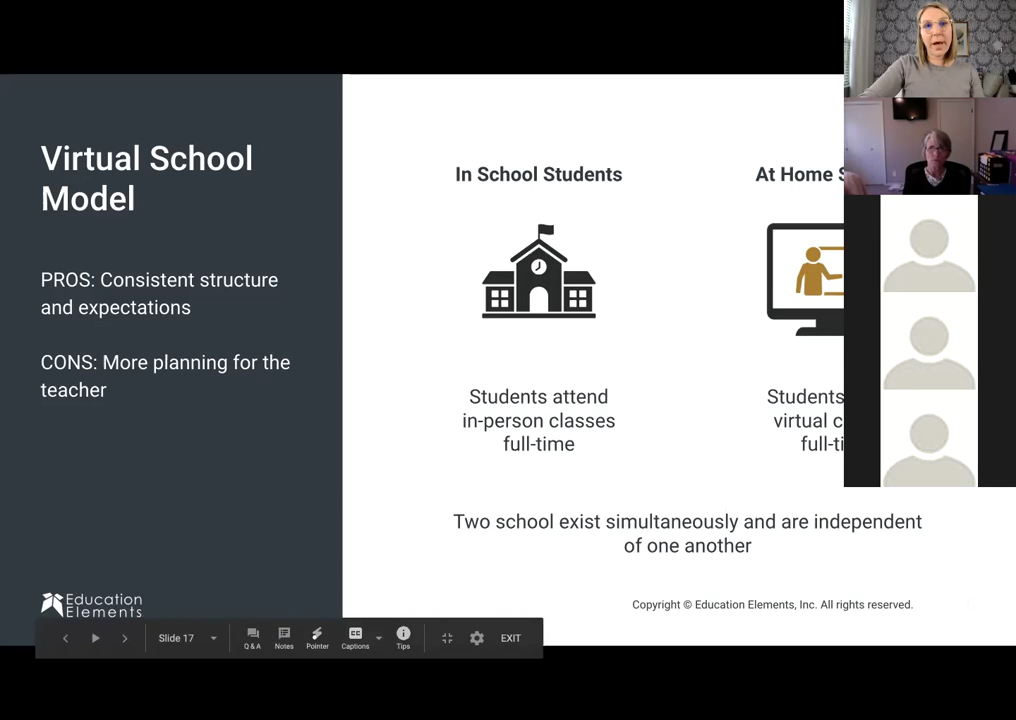 Virtual School
Model
PROS: Consistent structure
and expectations
CONS: More planning for the
teacher
In School Students
At Home
Students attend
in-person classes
full-time
Students
virtual
Two school exist simultaneously and are independent
of one another
Education
Elements
Copyright © Education Elements, Inc. All rights reserved.
Slide 17
Q & A
Notes
Pointer
CC
Captions
Tips
EXIT